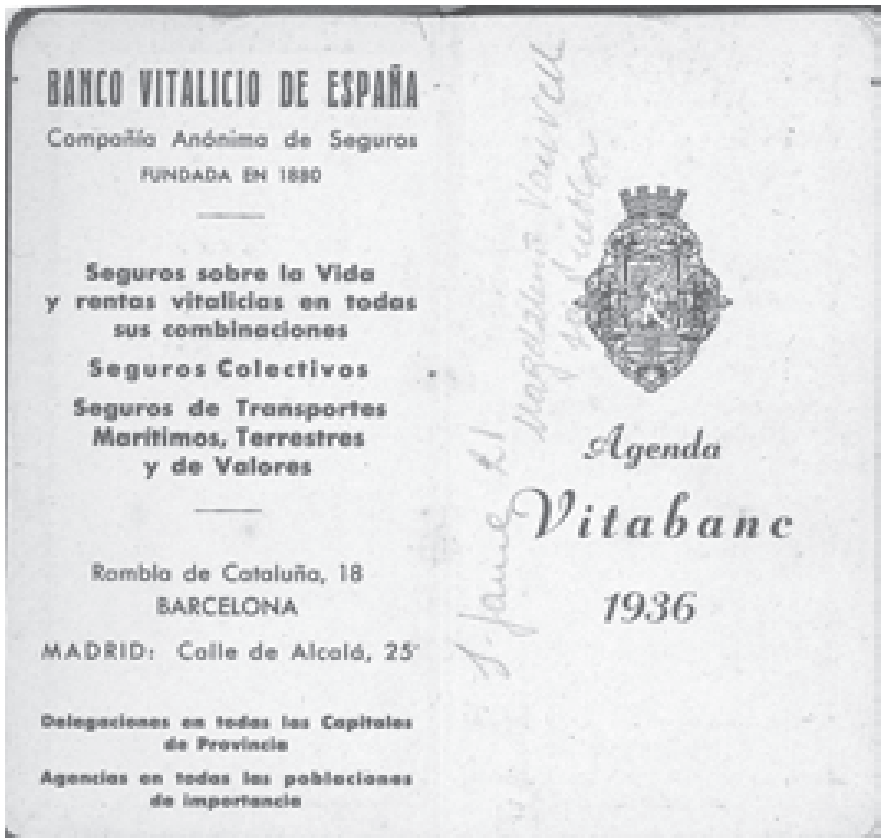 BANCO VITALICIO DE ESPAÑA
Compañía Anónima de Seguros
FUNDADA EN 1880
Seguros sobre la Vida
y rentas vitalicias en todas
sus combinaciones
Seguros Colectivos
Seguros de Transportes
Marítimos, Terrestres
y de Valores
Rambla de Cataluña, 18
BARCELONA
MADRID: Calle de Alcalá, 25
Delegaciones en todas las Capitales
de Provincia
Agencias en todas las poblaciones
de importancia
Agenda
Vitabanc
1936
S. Jaime 21
Magdalena